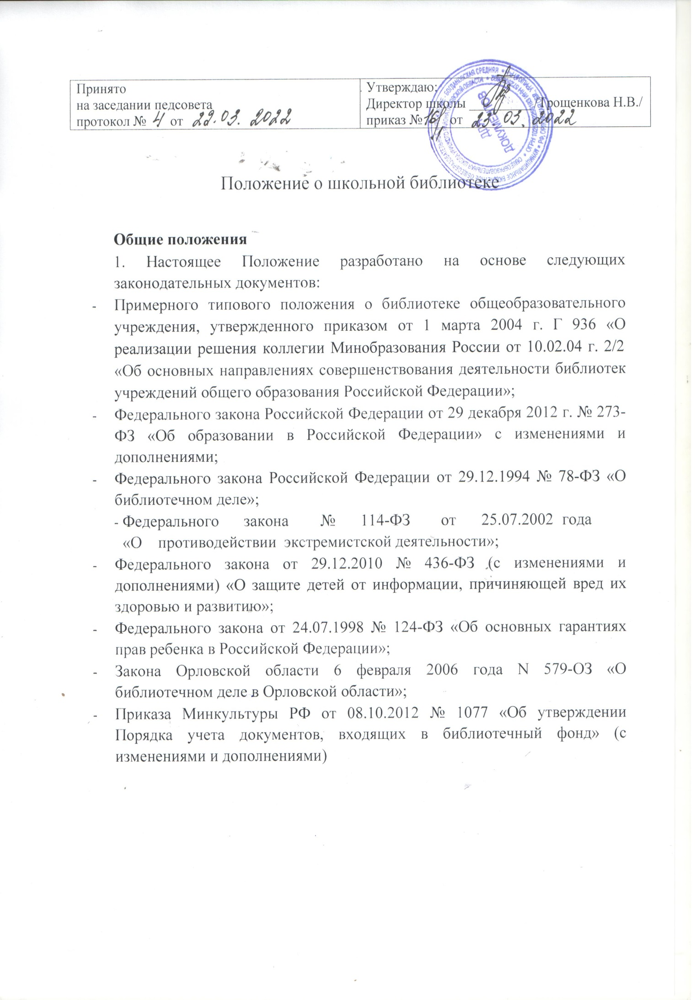 Принято
на заседании педсовета
протокол № 4 от 22.03. 2022
Утверждаю:
Директор школы ___________/Трощенкова Н.В./
приказ № от 23. 03. 2022
ДЛЯ
ДОКУМЕНТОВ
Положение о школьной библиотеке
Общие положения
1. Настоящее Положение разработано на основе следующих
законодательных документов:
- Примерного типового положения о библиотеке общеобразовательного
учреждения, утвержденного приказом от 1 марта 2004 г. Г 936 «О
реализации решения коллегии Минобразования России от 10.02.04 г. 2/2
«Об основных направлениях совершенствования деятельности библиотек
учреждений общего образования Российской Федерации»;
- Федерального закона Российской Федерации от 29 декабря 2012 г. № 273-
ФЗ «Об образовании в Российской Федерации» с изменениями и
дополнениями;
- Федерального закона Российской Федерации от 29.12.1994 № 78-ФЗ «О
библиотечном деле»;
- Федерального закона № 114-ФЗ от 25.07.2002 года
«О противодействии экстремистской деятельности»;
- Федерального закона от 29.12.2010 № 436-ФЗ (с изменениями и
дополнениями) «О защите детей от информации, причиняющей вред их
здоровью и развитию»;
- Федерального закона от 24.07.1998 № 124-ФЗ «Об основных гарантиях
прав ребенка в Российской Федерации»;
- Закона Орловской области 6 февраля 2006 года N 579-ОЗ «О
библиотечном деле в Орловской области»;
- Приказа Минкультуры РФ от 08.10.2012 № 1077 «Об утверждении
Порядка учета документов, входящих в библиотечный фонд» (с
изменениями и дополнениями)